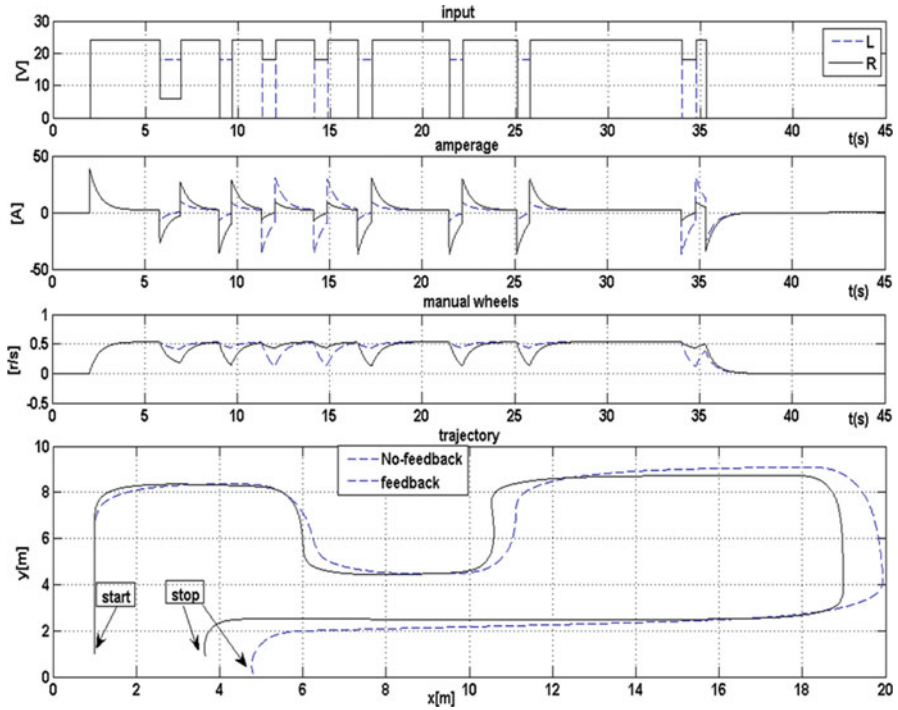 input
30
20
10
0
[V]
L
R
0 5 10 15 20 25 30 35 40 45
t(s)
amperage
50
0
-50
[A]
0 5 10 15 20 25 30 35 40 45
t(s)
manual wheels
1
0.5
0
-0.5
[r/s]
0 5 10 15 20 25 30 35 40 45
t(s)
trajectory
10
8
6
4
2
0
y[m]
No-feedback
feedback
start
stop
0 2 4 6 8 10 12 14 16 18 20
x[m]